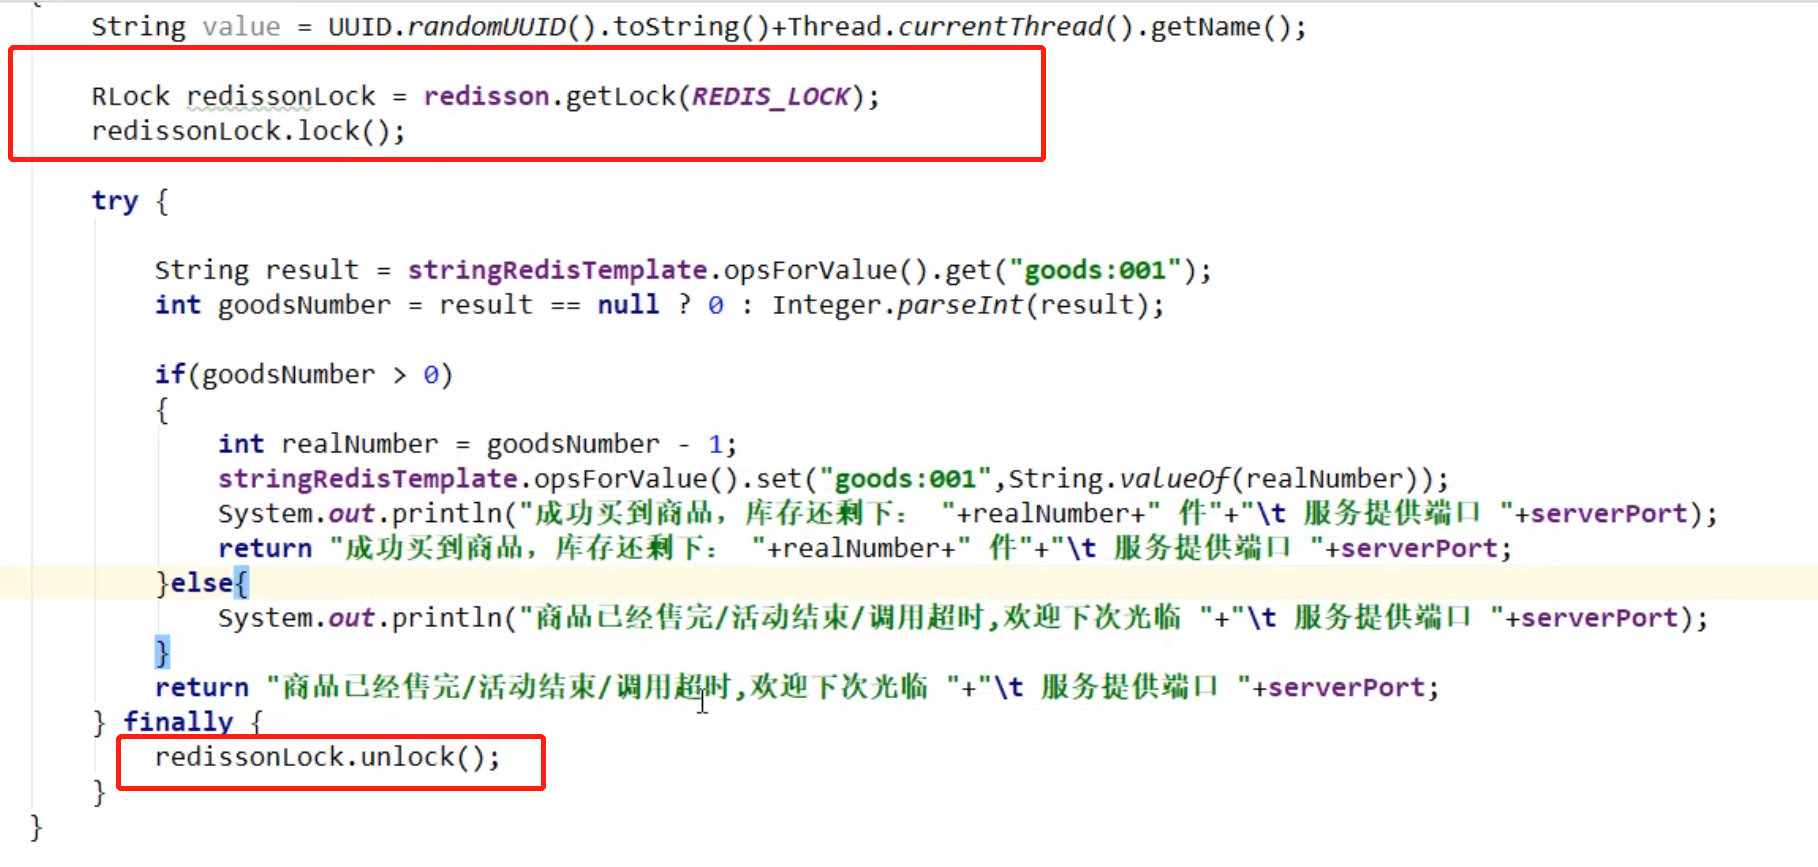 String value = UUID.randomUUID().toString()+Thread.currentThread().getName();
RLock redissonLock = redisson.getLock(REDIS_LOCK);
redissonLock.lock();
try {
String result = stringRedisTemplate.opsForValue().get("goods:001");
int goodsNumber = result == null ? 0 : Integer.parseInt(result);
if(goodsNumber > 0)
{
int realNumber = goodsNumber - 1;
stringRedisTemplate.opsForValue().set("goods:001",String.valueOf(realNumber));
System.out.println("成功买到商品，库存还剩下： "+realNumber+" 件"+"\t 服务提供端口 "+serverPort);
return "成功买到商品，库存还剩下： "+realNumber+" 件"+"\t 服务提供端口 "+serverPort;
}else{
System.out.println("商品已经售完/活动结束/调用超时,欢迎下次光临 "+"\t 服务提供端口 "+serverPort);
}
return "商品已经售完/活动结束/调用超时,欢迎下次光临 "+"\t 服务提供端口 "+serverPort;
} finally {
redissonLock.unlock();
}
}